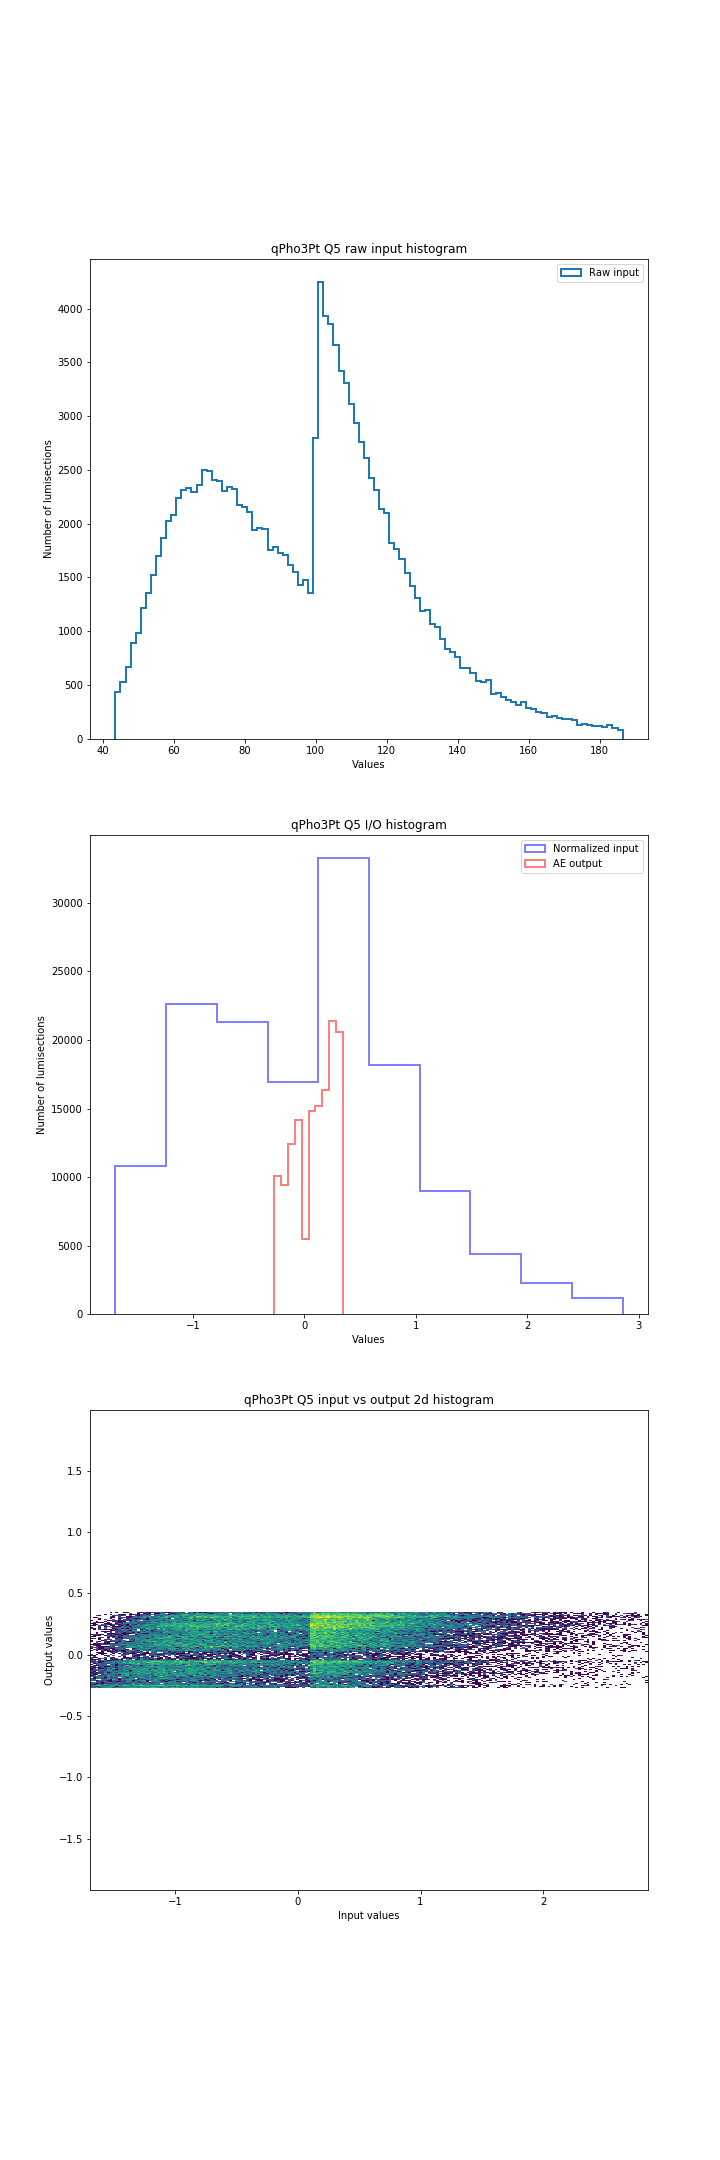 qPho3Pt Q5 raw input histogram
Raw input
4000
3500
3000
2500
2000
1500
1000
500
0
Number of lumisections
40 60 80 100 120 140 160 180
Values
qPho3Pt Q5 I/O histogram
Normalized input
AE output
30000
25000
20000
15000
10000
5000
0
Number of lumisections
−1 0 1 2 3
Values
qPho3Pt Q5 input vs output 2d histogram
1.5
1.0
0.5
0.0
−0.5
−1.0
−1.5
Output values
−1 0 1 2
Input values